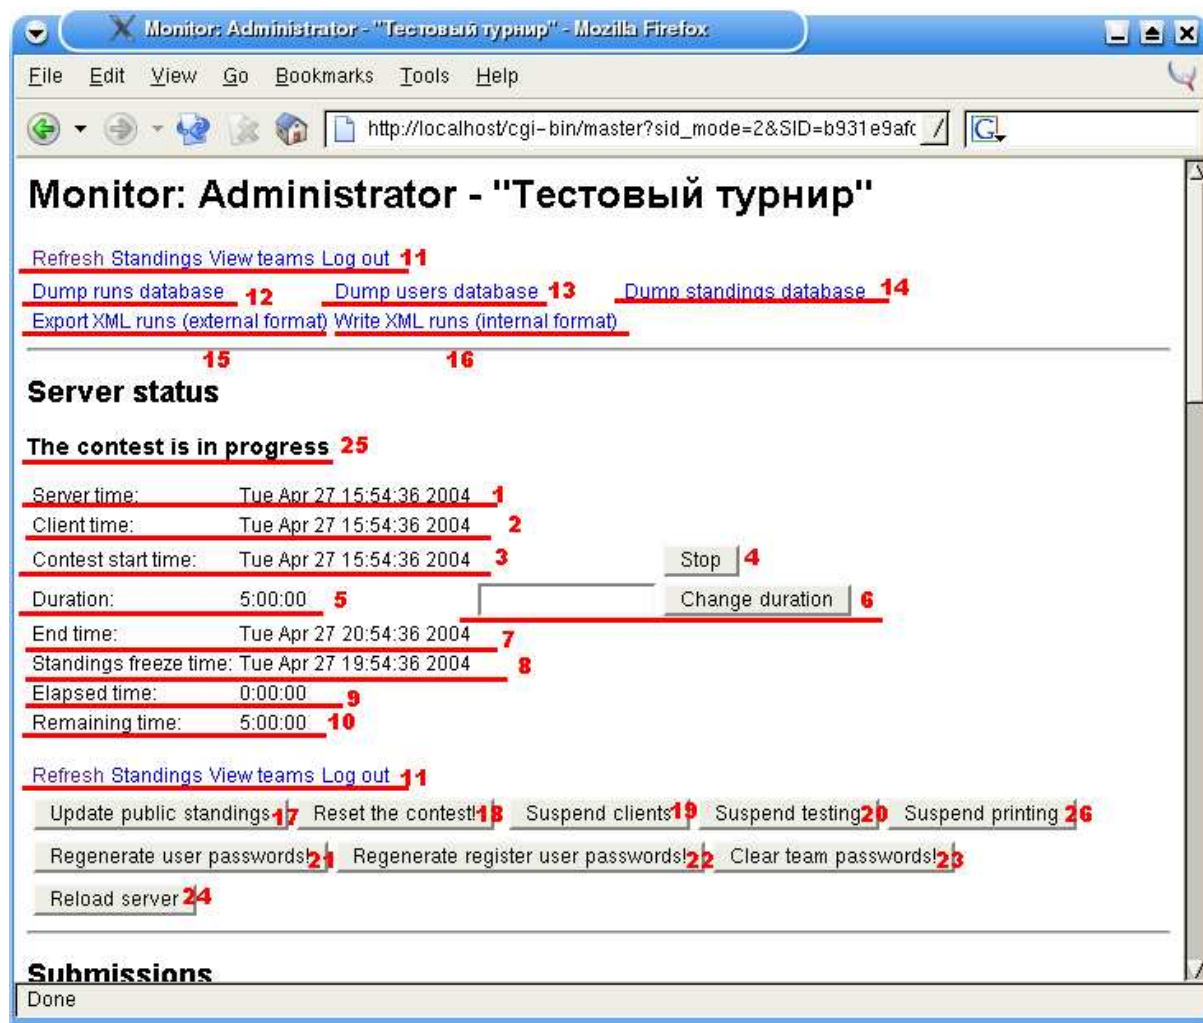 Monitor: Administrator - "Тестовый турнир" - Mozilla Firefox
File Edit View Go Bookmarks Tools Help
http://localhost/cgi-bin/master?sid_mode=2&SID=b931e9afc G
Monitor: Administrator - "Тестовый турнир"
Refresh Standings View teams Log out 11
Dump runs database 12 Dump users database 13 Dump standings database 14
Export XML runs (external format) Write XML runs (internal format)
15 16
Server status
The contest is in progress 25
Server time: Tue Apr 27 15:54:36 2004 1
Client time: Tue Apr 27 15:54:36 2004 2
Contest start time: Tue Apr 27 15:54:36 2004 3 Stop 4
Duration: 5:00:00 5 Change duration 6
End time: Tue Apr 27 20:54:36 2004 7
Standings freeze time: Tue Apr 27 19:54:36 2004 8
Elapsed time: 0:00:00 9
Remaining time: 5:00:00 10
Refresh Standings View teams Log out 11
Update public standings 17 Reset the contest! 18 Suspend clients 19 Suspend testing 20 Suspend printing 26
Regenerate user passwords! 21 Regenerate register user passwords! 22 Clear team passwords! 23
Reload server 24
Submissions
Done